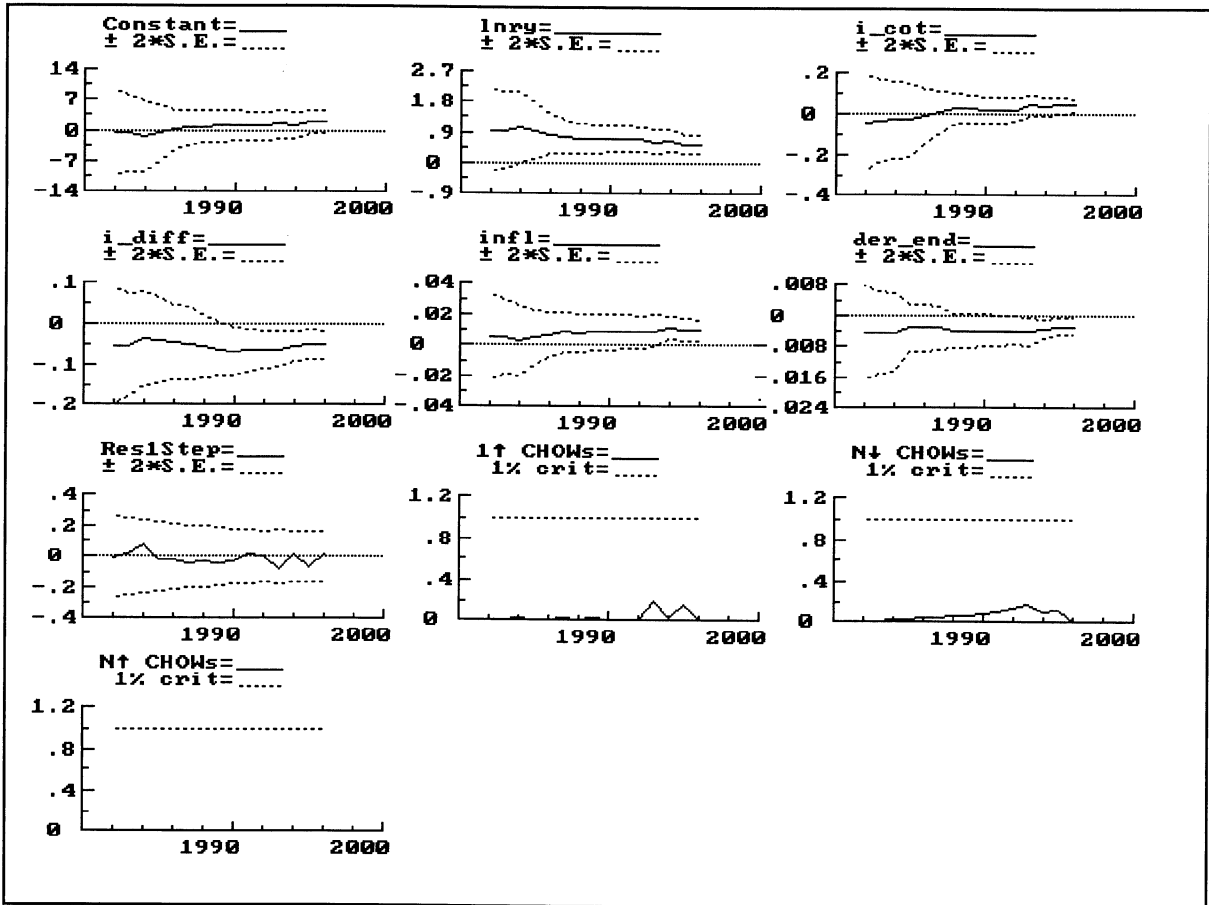 Constant=____
± 2*S.E.=.....
14
7
0
-7
-14
1990 2000
lnry=____
± 2*S.E.=.....
2.7
1.8
.9
0
-.9
1990 2000
i_cot=____
± 2*S.E.=.....
.2
0
-.2
-.4
1990 2000
i_diff=____
± 2*S.E.=.....
.1
0
-.1
-.2
1990 2000
infl=____
± 2*S.E.=.....
.04
.02
0
-.02
-.04
1990 2000
der_end=____
± 2*S.E.=.....
.008
0
-.008
-.016
-.024
1990 2000
Res1Step=____
± 2*S.E.=.....
.4
.2
0
-.2
-.4
1990 2000
1↑ CHOWs=____
1% crit=.....
1.2
.8
.4
0
1990 2000
N↓ CHOWs=____
1% crit=.....
1.2
.8
.4
0
1990 2000
N↑ CHOWs=____
1% crit=.....
1.2
.8
.4
0
1990 2000